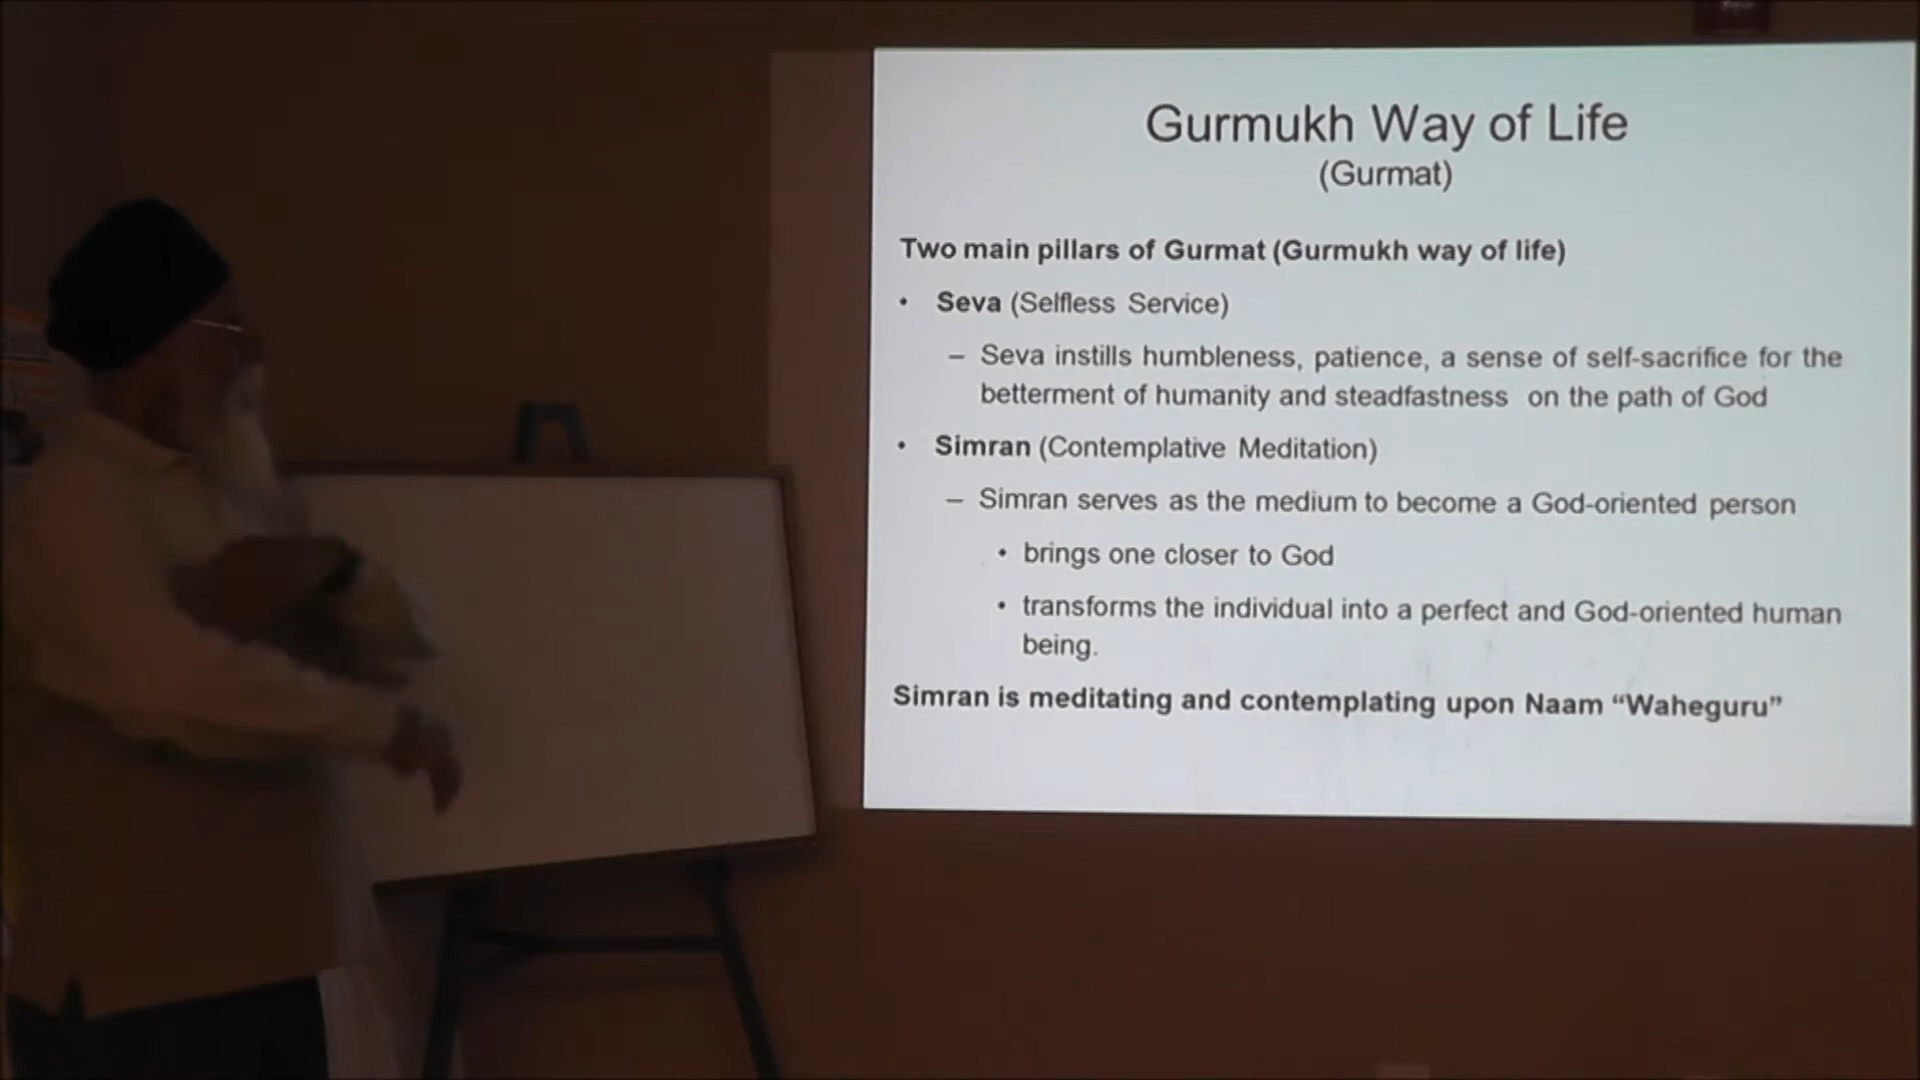 Gurmukh Way of Life
(Gurmat)
Two main pillars of Gurmat (Gurmukh way of life)
• Seva (Selfless Service)
– Seva instills humbleness, patience, a sense of self-sacrifice for the
betterment of humanity and steadfastness on the path of God
• Simran (Contemplative Meditation)
– Simran serves as the medium to become a God-oriented person
• brings one closer to God
• transforms the individual into a perfect and God-oriented human
being.
Simran is meditating and contemplating upon Naam “Waheguru”